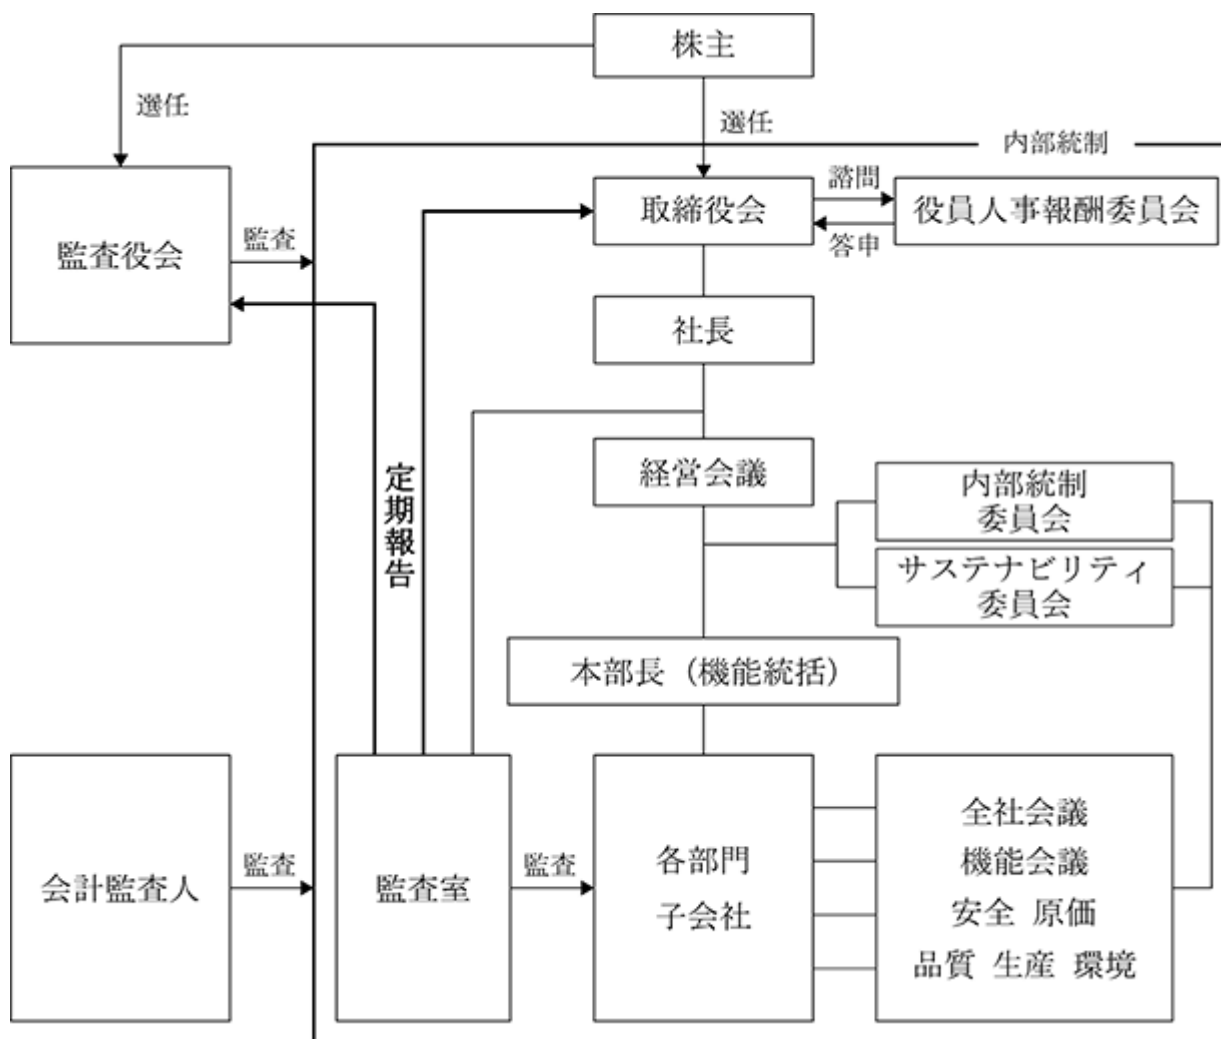 株主
選任
選任
内部統制
取締役会
諮問
答申
役員人事報酬委員会
監査役会
監査
社長
経営会議
定期報告
内部統制
委員会
サステナビリティ
委員会
本部長（機能統括）
会計監査人
監査
監査室
監査
各部門
子会社
全社会議
機能会議
安全 原価
品質 生産 環境